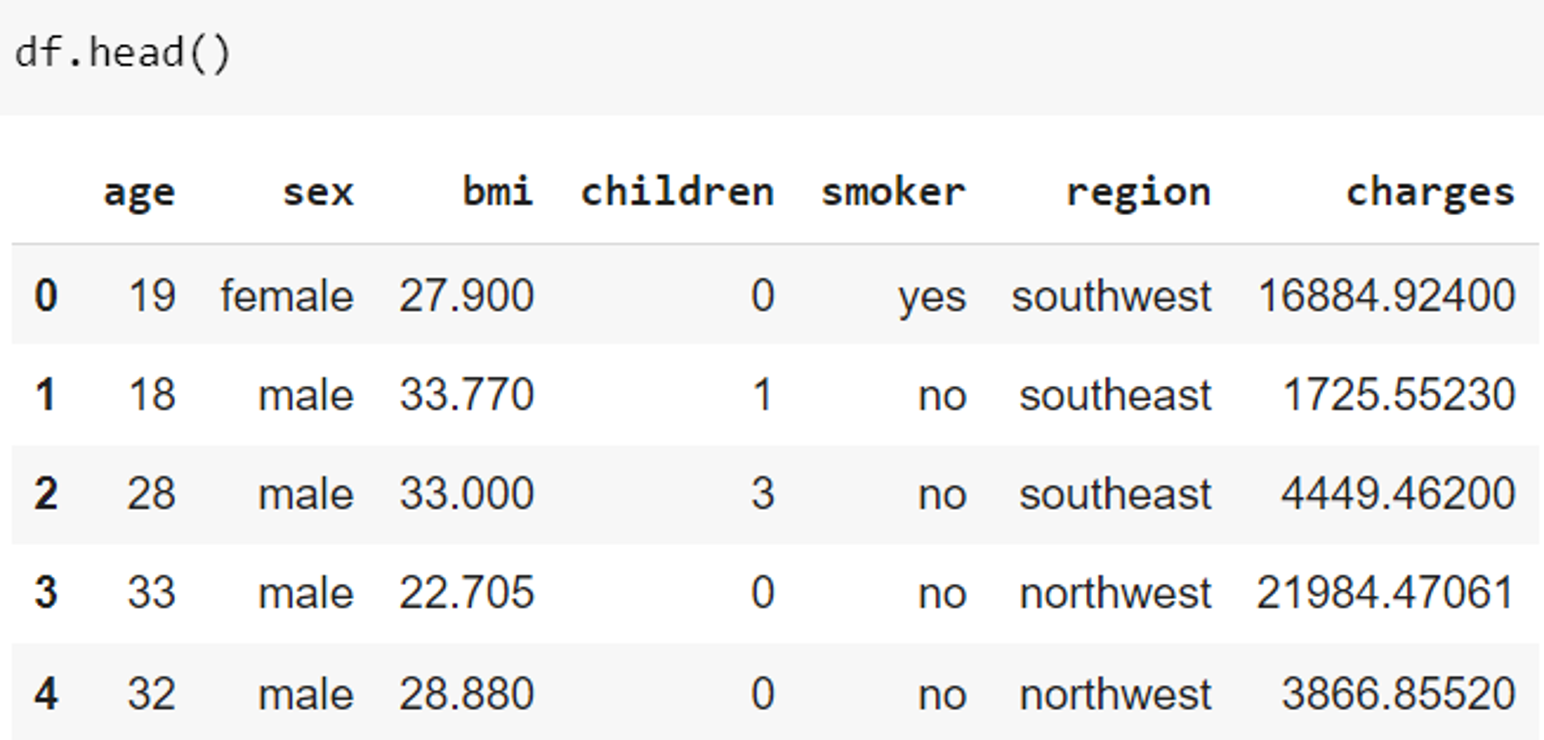 df.head()
age sex bmi children smoker region charges
0 19 female 27.900 0 yes southwest 16884.92400
1 18 male 33.770 1 no southeast 1725.55230
2 28 male 33.000 3 no southeast 4449.46200
3 33 male 22.705 0 no northwest 21984.47061
4 32 male 28.880 0 no northwest 3866.85520